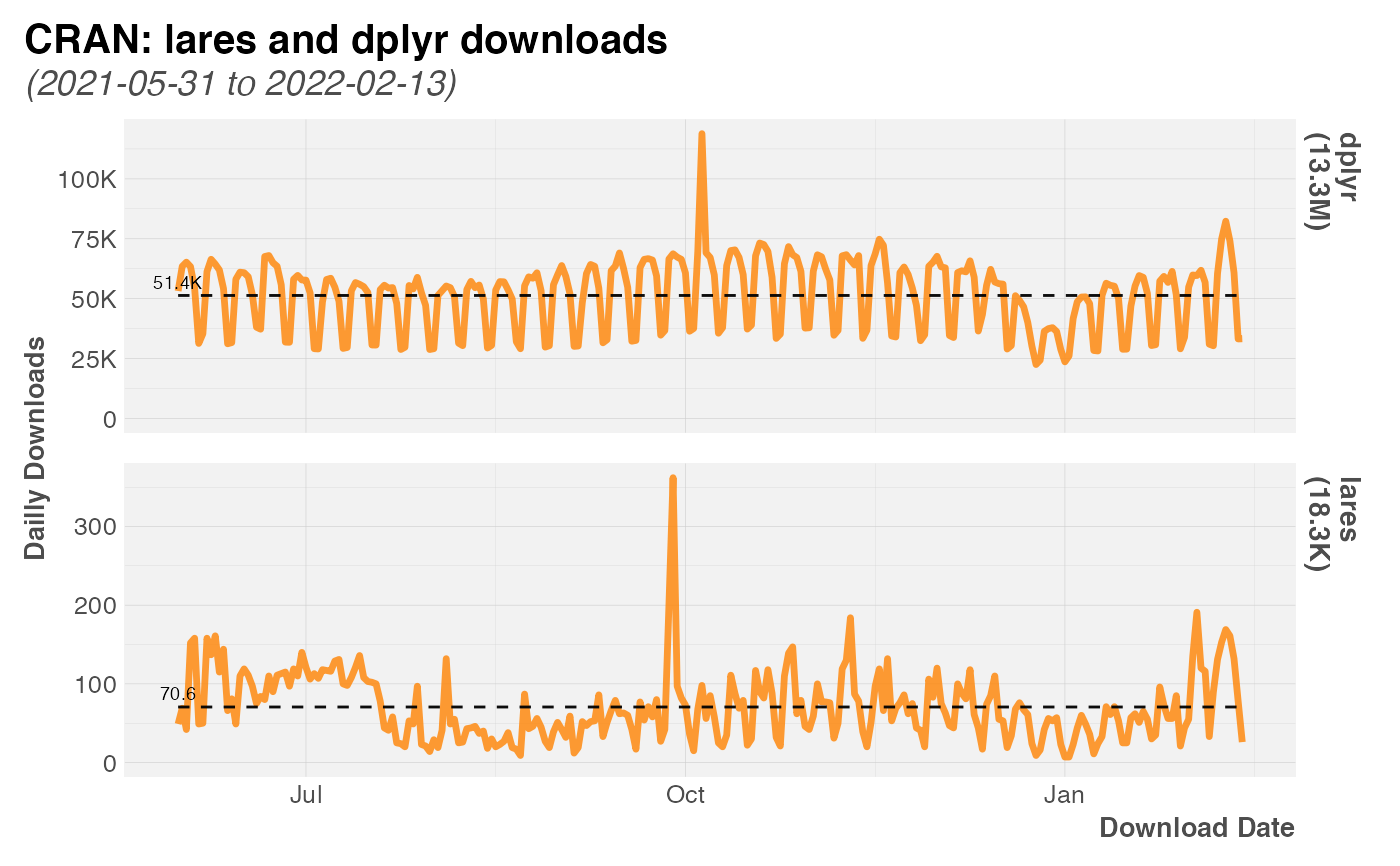 CRAN: lares and dplyr downloads
(2021-05-31 to 2022-02-13)
Dailly Downloads
100K
75K
50K
25K
0
51.4K
dplyr
(13.3M)
300
200
100
0
70.6
lares
(18.3K)
Jul
Oct
Jan
Download Date